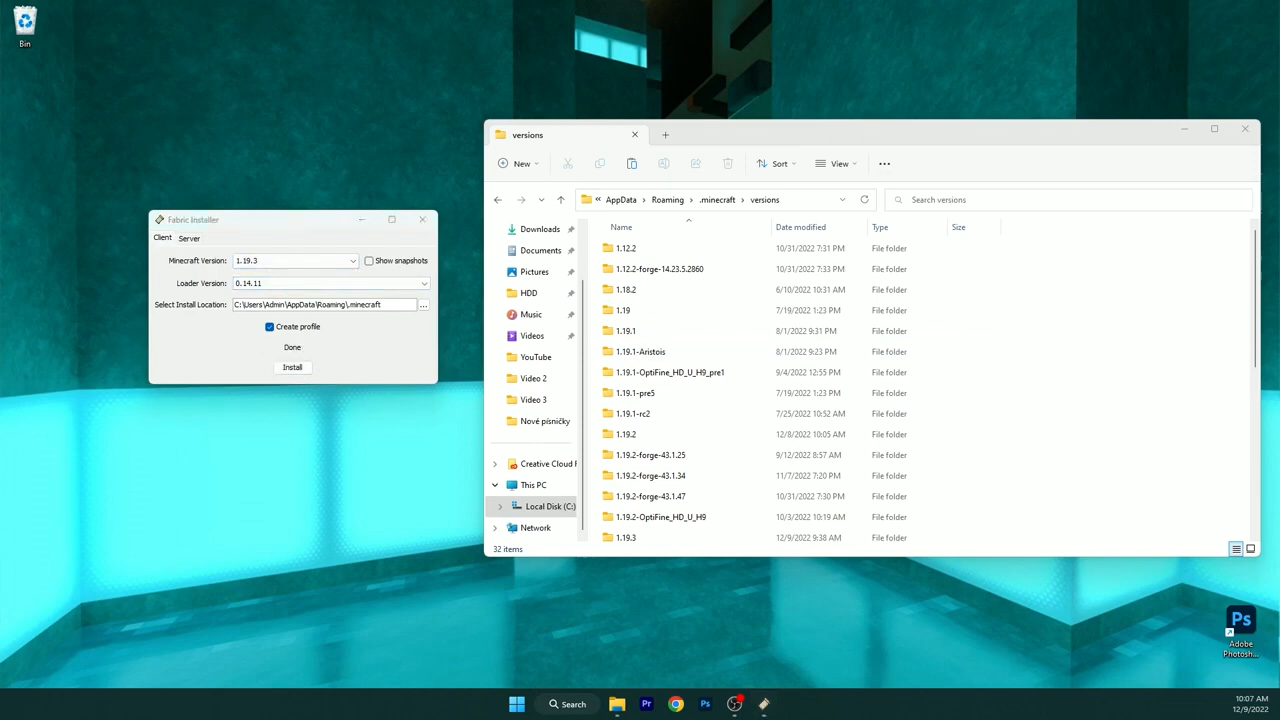 Bin
Fabric Installer
Client Server
Minecraft Version: 1.19.3 Show snapshots
Loader Version: 0.14.11
Select Install Location: C:\Users\Admin\AppData\Roaming\.minecraft ...
Create profile
Done
Install
versions
New Sort View
AppData Roaming .minecraft versions Search versions
Name Date modified Type Size
Downloads
Documents
Pictures
HDD
Music
Videos
YouTube
Video 2
Video 3
Nové písničky
Creative Cloud F
This PC
Local Disk (C:)
Network
1.12.2 10/31/2022 7:31 PM File folder
1.12.2-forge-14.23.5.2860 10/31/2022 7:33 PM File folder
1.18.2 6/10/2022 10:31 AM File folder
1.19 7/19/2022 1:23 PM File folder
1.19.1 8/1/2022 9:31 PM File folder
1.19.1-Aristois 8/1/2022 9:23 PM File folder
1.19.1-OptiFine_HD_U_H9_pre1 9/4/2022 12:55 PM File folder
1.19.1-pre5 7/19/2022 1:23 PM File folder
1.19.1-rc2 7/25/2022 10:52 AM File folder
1.19.2 12/8/2022 10:05 AM File folder
1.19.2-forge-43.1.25 9/12/2022 8:57 AM File folder
1.19.2-forge-43.1.34 11/7/2022 7:20 PM File folder
1.19.2-forge-43.1.47 10/31/2022 7:30 PM File folder
1.19.2-OptiFine_HD_U_H9 10/3/2022 10:19 AM File folder
1.19.3 12/9/2022 9:38 AM File folder
32 items
Ps
Adobe
Photosh...
Search Pr Ps
10:07 AM
12/9/2022